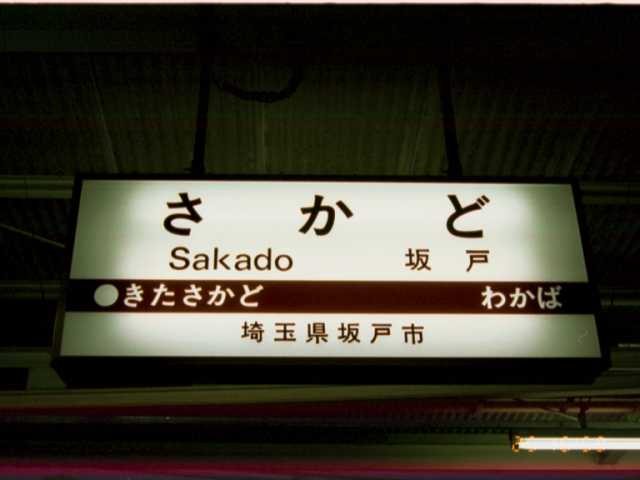 さかど
Sakado 坂戸
きたさかど わかば
埼玉県坂戸市